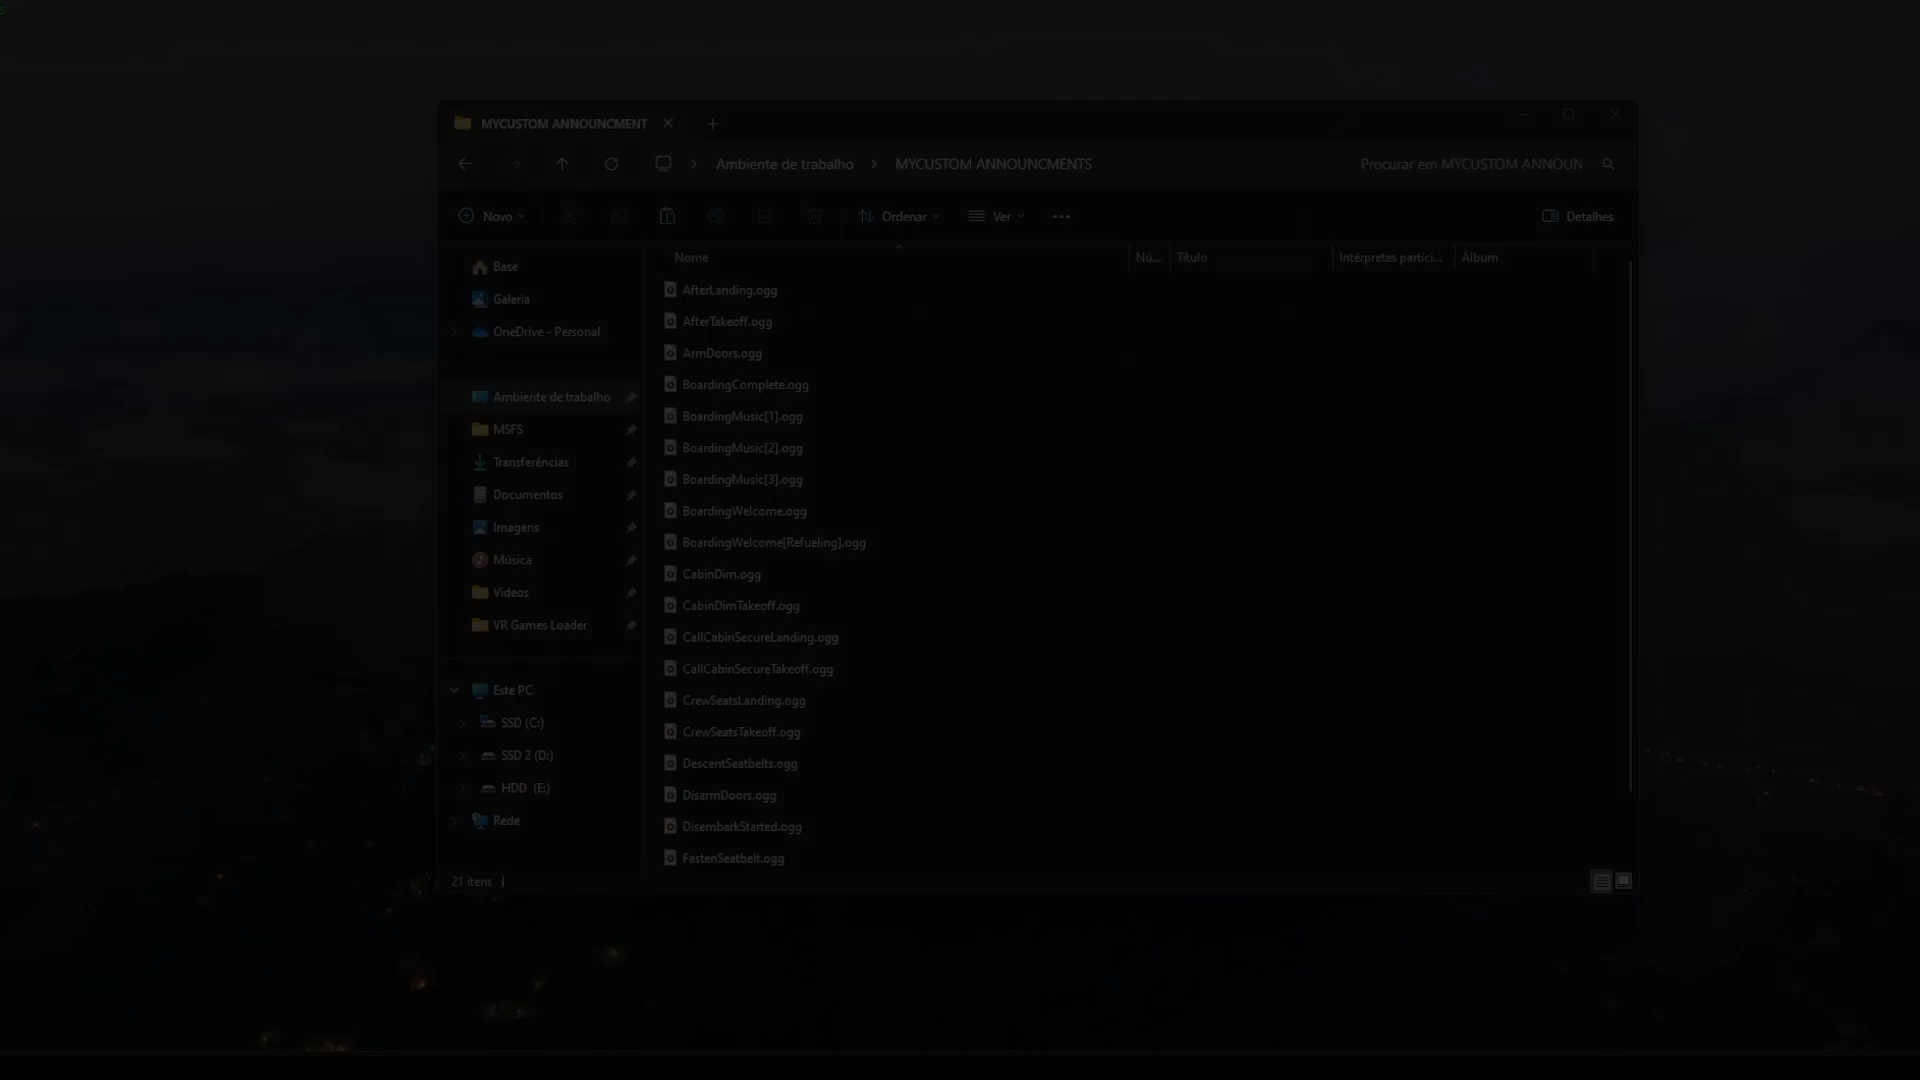 MYCUSTOM ANNOUNCMENT
Ambiente de trabalho
MYCUSTOM ANNOUNCMENTS
Procurar em MYCUSTOM ANNOUN
Novo
Ordenar
Ver
Detalhes
Nome
Nú...
Título
Intérpretes partici...
Álbum
Base
Galeria
OneDrive - Personal
Ambiente de trabalho
MSFS
Transferências
Documentos
Imagens
Música
Vídeos
VR Games Loader
Este PC
SSD (C:)
SSD 2 (D:)
HDD (E:)
Rede
AfterLanding.ogg
AfterTakeoff.ogg
ArmDoors.ogg
BoardingComplete.ogg
BoardingMusic[1].ogg
BoardingMusic[2].ogg
BoardingMusic[3].ogg
BoardingWelcome.ogg
BoardingWelcome[Refueling].ogg
CabinDim.ogg
CabinDimTakeoff.ogg
CallCabinSecureLanding.ogg
CallCabinSecureTakeoff.ogg
CrewSeatsLanding.ogg
CrewSeatsTakeoff.ogg
DescentSeatbelts.ogg
DisarmDoors.ogg
DisembarkStarted.ogg
FastenSeatbelt.ogg
21 itens